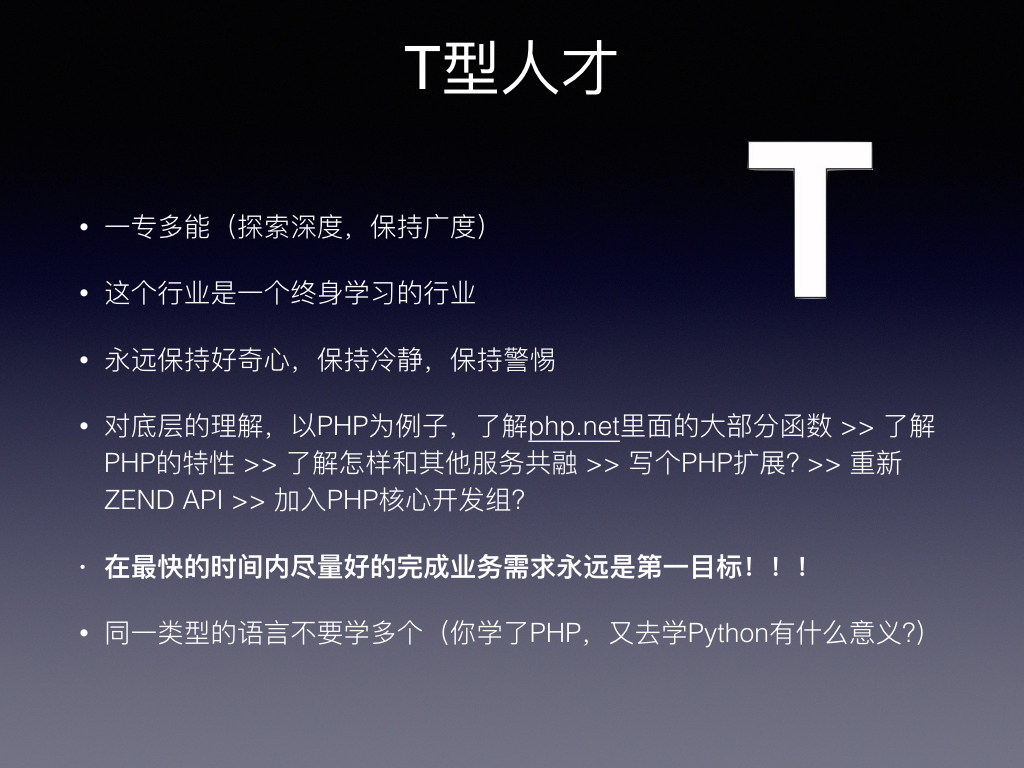 T型人才
T
• 一专多能（探索深度，保持广度）
• 这个行业是一个终身学习的行业
• 永远保持好奇心，保持冷静，保持警惕
• 对底层的理解，以PHP为例子，了解php.net里面的大部分函数 >> 了解
PHP的特性 >> 了解怎样和其他服务共融 >> 写个PHP扩展? >> 重新
ZEND API >> 加入PHP核心开发组?
• 在最快的时间内尽量好的完成业务需求永远是第一目标！！！
• 同一类型的语言不要学多个（你学了PHP，又去学Python有什么意义?）